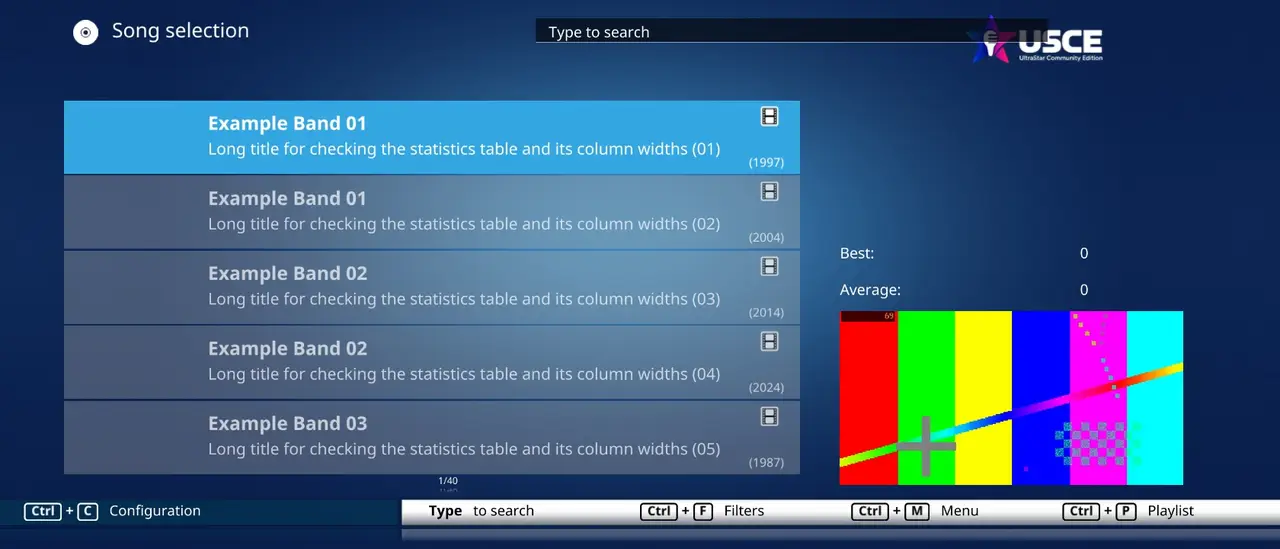 Song selection
Type to search
USCE
UltraStar Community Edition
Example Band 01
Long title for checking the statistics table and its column widths (01)
(1997)
Example Band 01
Long title for checking the statistics table and its column widths (02)
(2004)
Example Band 02
Long title for checking the statistics table and its column widths (03)
(2014)
Example Band 02
Long title for checking the statistics table and its column widths (04)
(2024)
Example Band 03
Long title for checking the statistics table and its column widths (05)
(1987)
Best: 0
Average: 0
69
1/40
Ctrl + C Configuration
Type to search
Ctrl + F Filters
Ctrl + M Menu
Ctrl + P Playlist